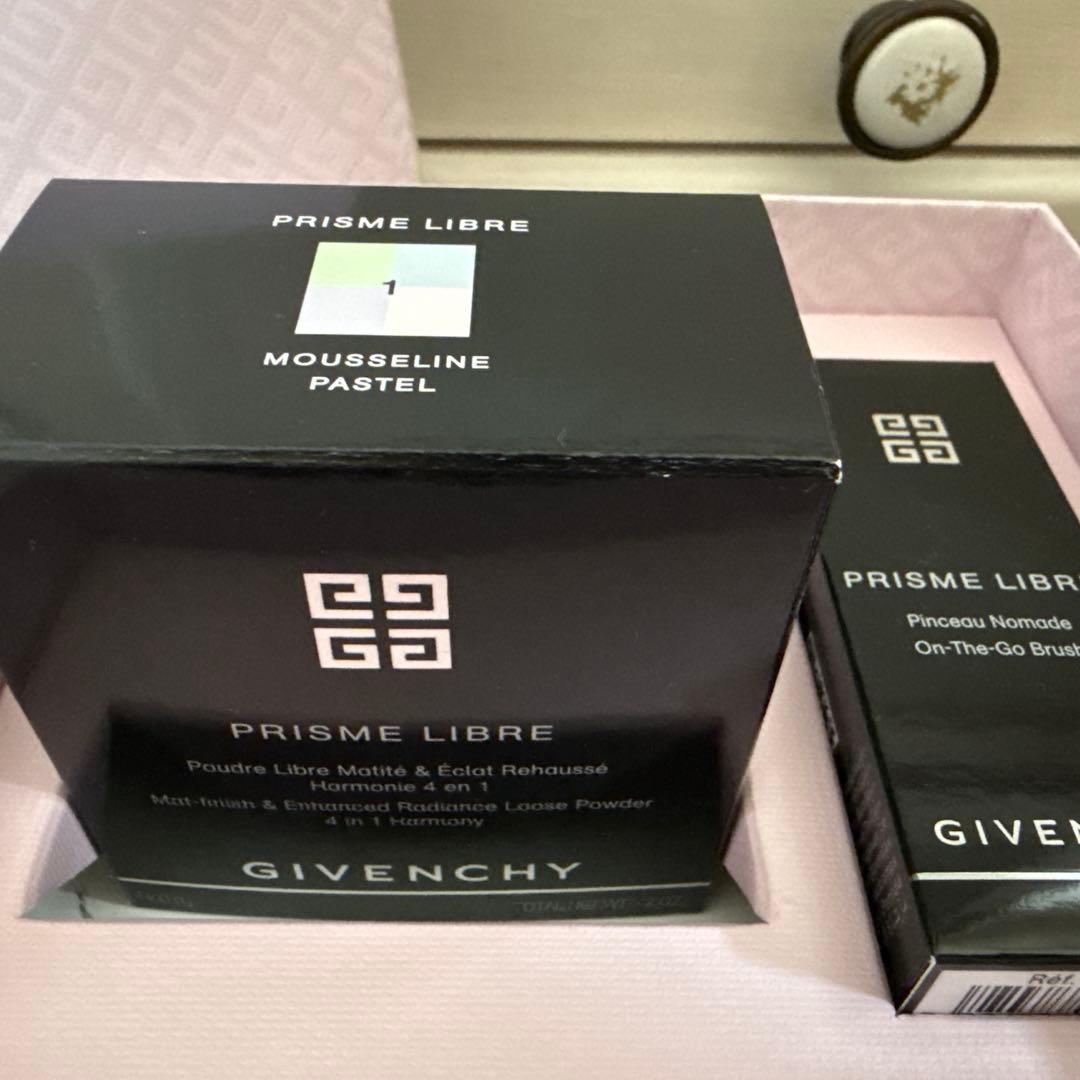 PRISME LIBRE
1
MOUSSELINE
PASTEL
PRISME LIBRE
Poudre Libre Matité & Éclat Rehaussé
Harmonie 4 en 1
Mat-finish & Enhanced Radiance Loose Powder
4 in 1 Harmony
GIVENCHY
PRISME LIBR
Pinceau Nomade
On-The-Go Brush
GIVEN
Réf.